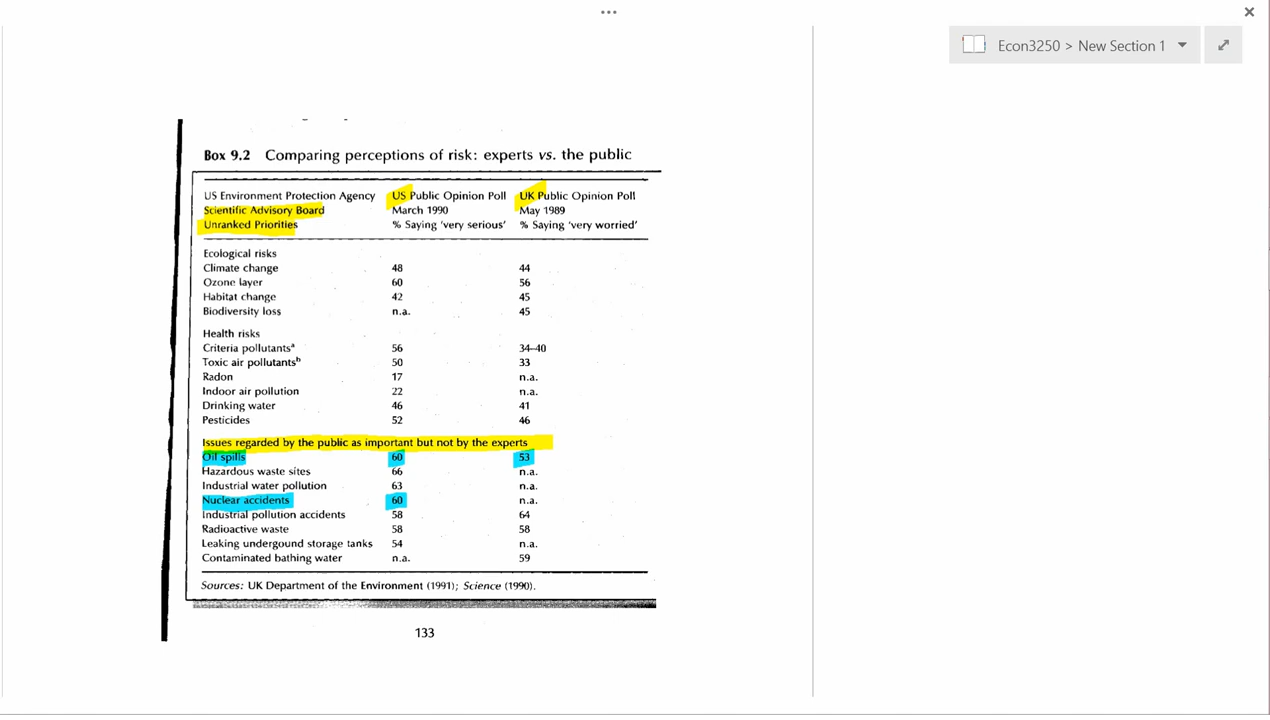 Econ3250 > New Section 1
Box 9.2 Comparing perceptions of risk: experts vs. the public
US Environment Protection Agency US Public Opinion Poll UK Public Opinion Poll
Scientific Advisory Board March 1990 May 1989
Unranked Priorities % Saying 'very serious' % Saying 'very worried'
Ecological risks
Climate change 48 44
Ozone layer 60 56
Habitat change 42 45
Biodiversity loss n.a. 45
Health risks
Criteria pollutantsᵃ 56 34–40
Toxic air pollutantsᵇ 50 33
Radon 17 n.a.
Indoor air pollution 22 n.a.
Drinking water 46 41
Pesticides 52 46
Issues regarded by the public as important but not by the experts
Oil spills 60 53
Hazardous waste sites 66 n.a.
Industrial water pollution 63 n.a.
Nuclear accidents 60 n.a.
Industrial pollution accidents 58 64
Radioactive waste 58 58
Leaking undergound storage tanks 54 n.a.
Contaminated bathing water n.a. 59
Sources: UK Department of the Environment (1991); Science (1990).
133